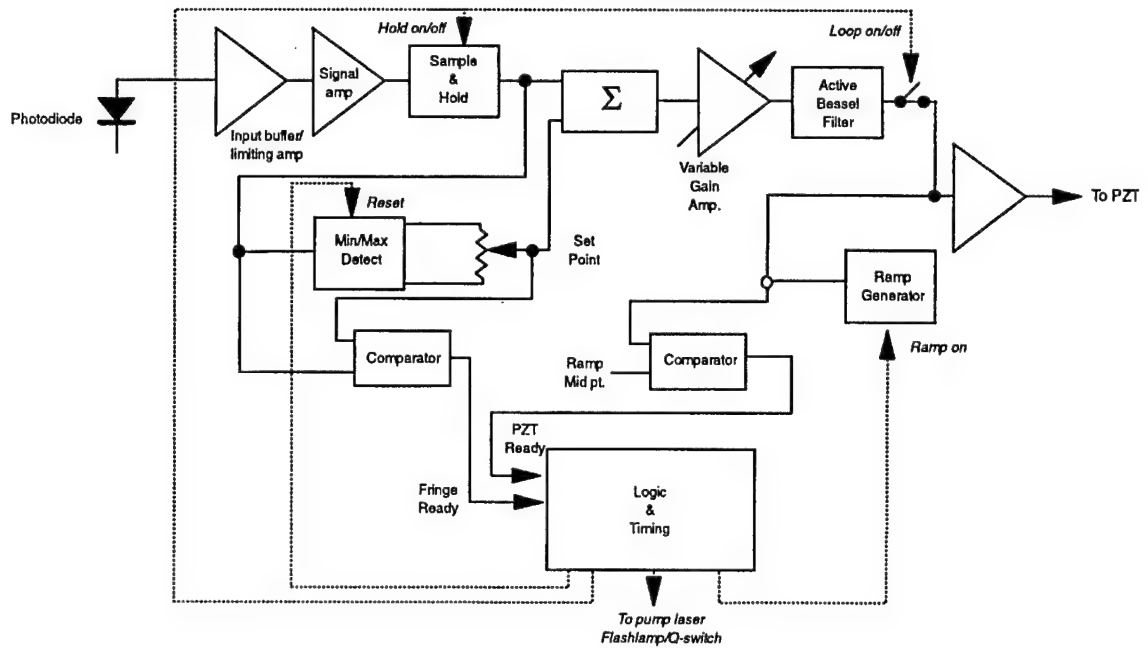 Hold on/off
Loop on/off
Photodiode
Input buffer/
limiting amp
Signal
amp
Sample
&
Hold
Σ
Variable
Gain
Amp.
Active
Bessel
Filter
To PZT
Reset
Min/Max
Detect
Set
Point
Ramp
Generator
Ramp on
Comparator
Ramp
Mid pt.
Comparator
PZT
Ready
Fringe
Ready
Logic
&
Timing
To pump laser
Flashlamp/Q-switch